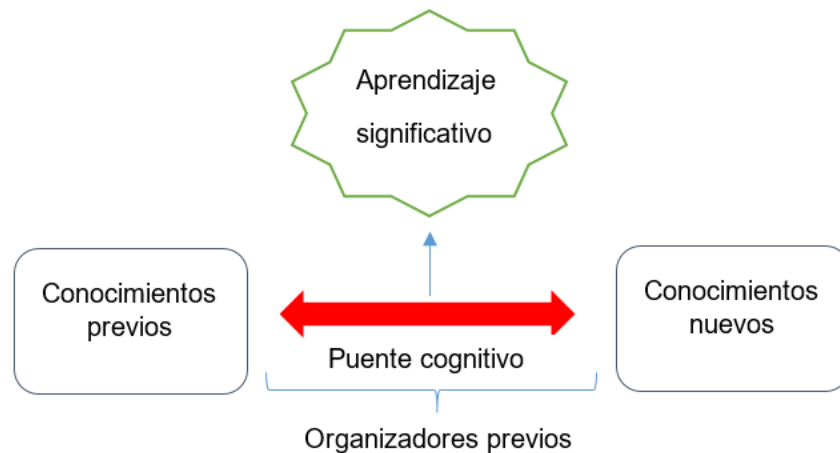 Aprendizaje
significativo
Conocimientos
previos
Conocimientos
nuevos
Puente cognitivo
Organizadores previos